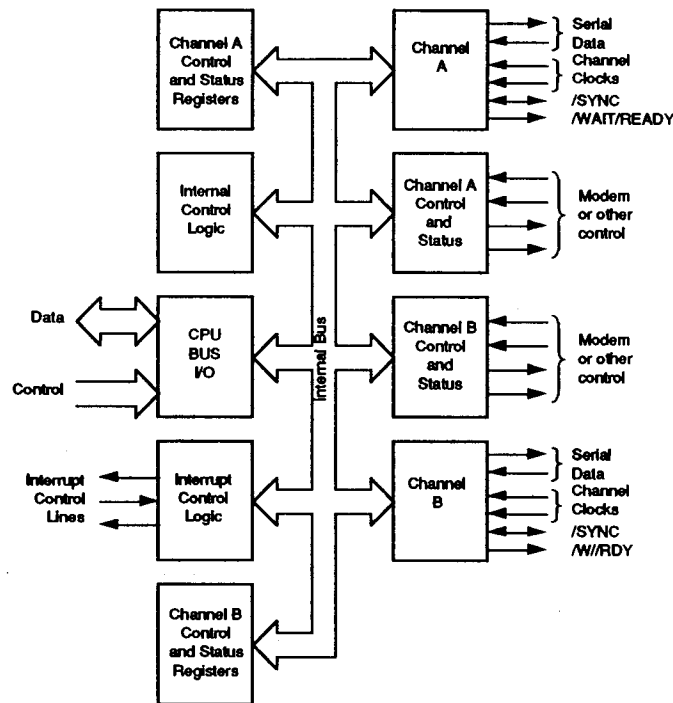 Channel A
Control
and Status
Registers
Channel
A
Serial
Data
Channel
Clocks
/SYNC
/WAIT/READY
Internal
Control
Logic
Channel A
Control
and
Status
Modem
or other
control
Data
Control
CPU
BUS
I/O
Internal Bus
Channel B
Control
and
Status
Modem
or other
control
Interrupt
Control
Lines
Interrupt
Control
Logic
Channel
B
Serial
Data
Channel
Clocks
/SYNC
/W//RDY
Channel B
Control
and Status
Registers